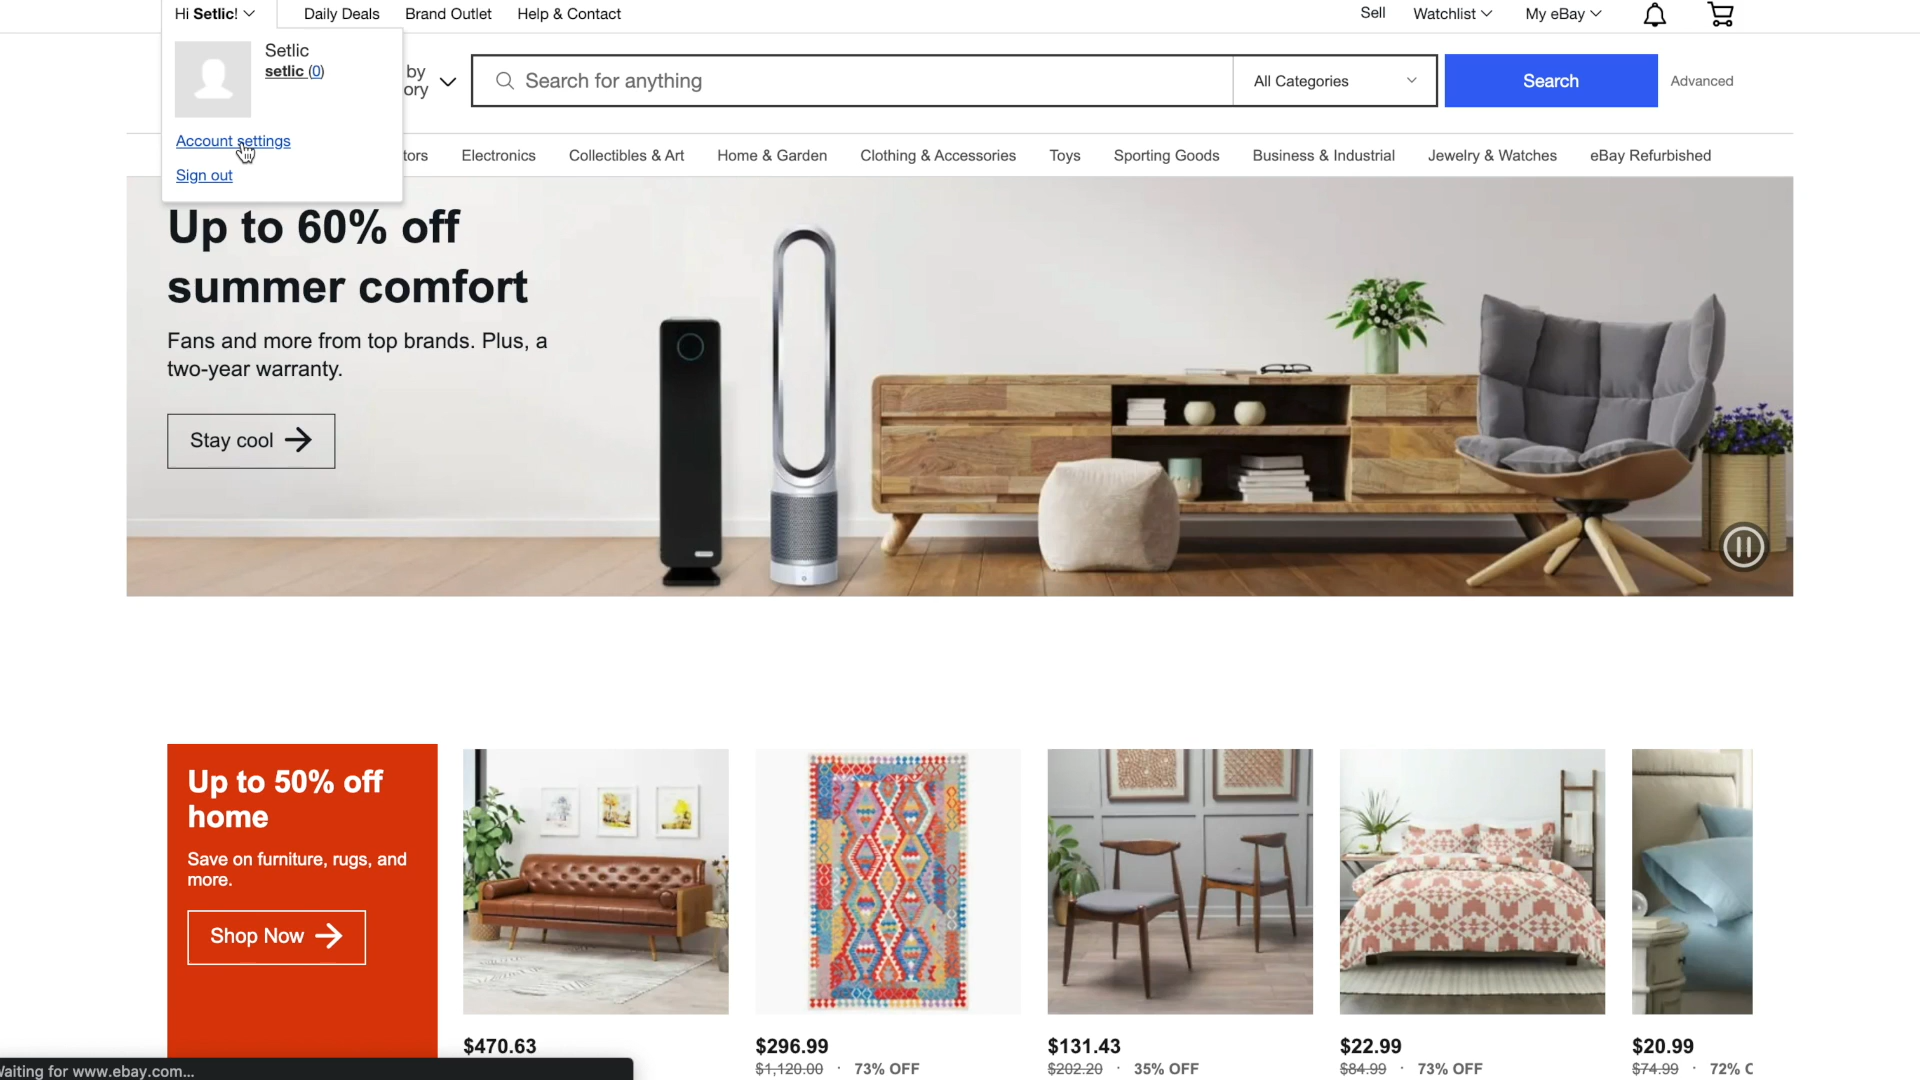 Hi Setlic!
Daily Deals
Brand Outlet
Help & Contact
Sell
Watchlist
My eBay
Setlic
setlic (0)
Account settings
Sign out
by
Search for anything
All Categories
Search
Advanced
Electronics
Collectibles & Art
Home & Garden
Clothing & Accessories
Toys
Sporting Goods
Business & Industrial
Jewelry & Watches
eBay Refurbished
Up to 60% off
summer comfort
Fans and more from top brands. Plus, a
two-year warranty.
Stay cool
Up to 50% off
home
Save on furniture, rugs, and
more.
Shop Now
$470.63
$296.99
$1,120.00 · 73% OFF
$131.43
$202.20 · 35% OFF
$22.99
$84.99 · 73% OFF
$20.99
$74.99 · 72%
for www.ebay.com...